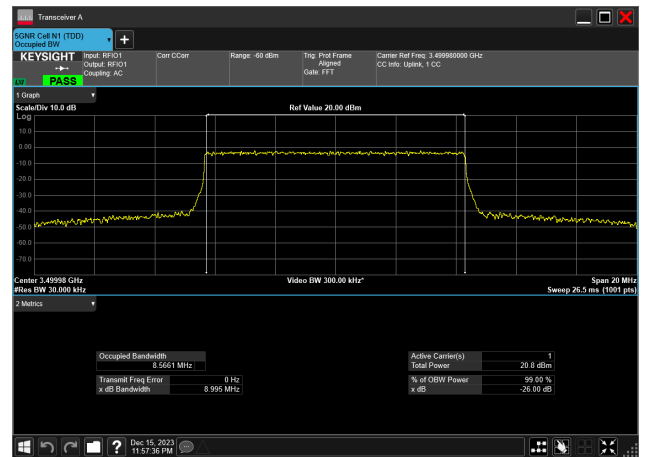 Transceiver A
5GNR Cell N1 (TDD)
Occupied BW
KEYSIGHT
LW PASS
Input: RFIO1
Output: RFIO1
Coupling: AC
Corr CCorr
Range: -60 dBm
Trig: Prot Frame
Aligned
Gate: FFT
Carrier Ref Freq: 3.499980000 GHz
CC Info: Uplink, 1 CC
1 Graph
Scale/Div 10.0 dB
Ref Value 20.00 dBm
Log
10.0
0.00
-10.0
-20.0
-30.0
-40.0
-50.0
-60.0
-70.0
Center 3.49998 GHz
Video BW 300.00 kHz*
Span 20 MHz
#Res BW 30.000 kHz
Sweep 26.5 ms (1001 pts)
2 Metrics
Occupied Bandwidth
8.5661 MHz
Transmit Freq Error 0 Hz
x dB Bandwidth 8.995 MHz
Active Carrier(s) 1
Total Power 20.8 dBm
% of OBW Power 99.00 %
x dB -26.00 dB
?
Dec 15, 2023
11:57:36 PM